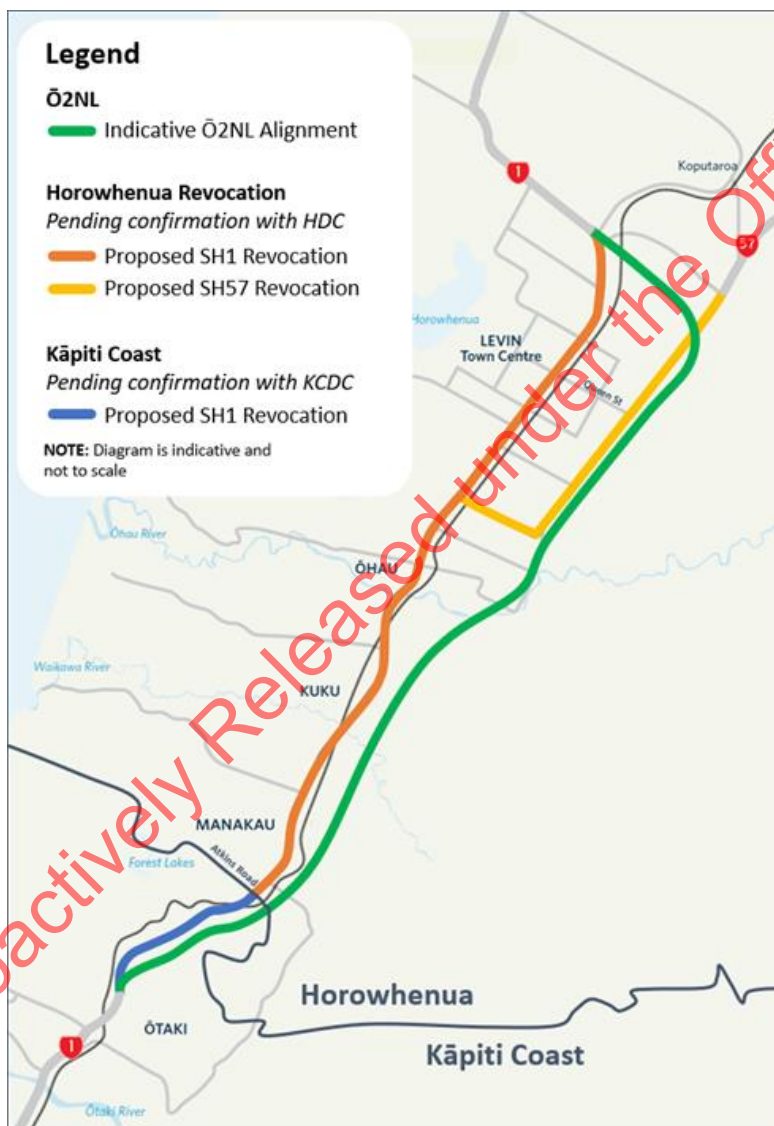 Legend
Ō2NL
Indicative Ō2NL Alignment
Horowhenua Revocation
Pending confirmation with HDC
Proposed SH1 Revocation
Proposed SH57 Revocation
Kāpiti Coast
Pending confirmation with KCDC
Proposed SH1 Revocation
NOTE: Diagram is indicative and
not to scale
Koputaroa
1
57
Horowhenua
LEVIN
Town Centre
Queen St
Ōhau River
ŌHAU
Waikawa River
KUKU
MANAKAU
Forest Lakes
Atkins Road
Horowhenua
ŌTAKI
1
Kāpiti Coast
Ōtaki River
oactively Released under the Offi